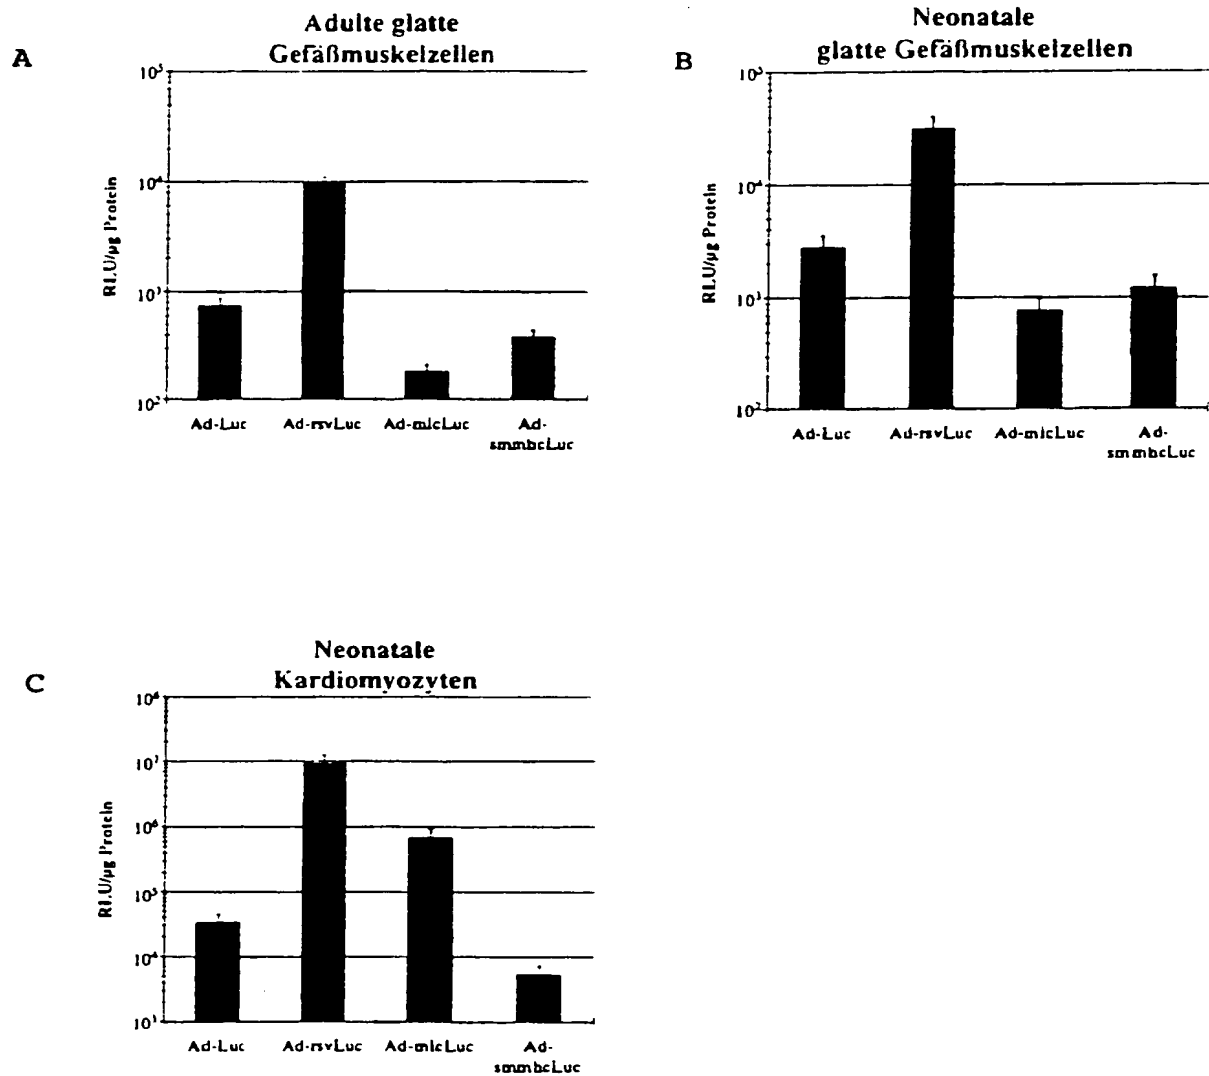 A
Adulte glatte
Gefäßmuskelzellen
10⁵
10⁴
10³
10²
RLU/µg Protein
Ad-Luc
Ad-rsvLuc
Ad-mlcLuc
Ad-
smmhcLuc
B
Neonatale
glatte Gefäßmuskelzellen
10⁵
10⁴
10³
10²
RLU/µg Protein
Ad-Luc
Ad-rsvLuc
Ad-mlcLuc
Ad-
smmhcLuc
C
Neonatale
Kardiomyozyten
10⁸
10⁷
10⁶
10⁵
10⁴
10³
RLU/µg Protein
Ad-Luc
Ad-rsvLuc
Ad-mlcLuc
Ad-
smmhcLuc